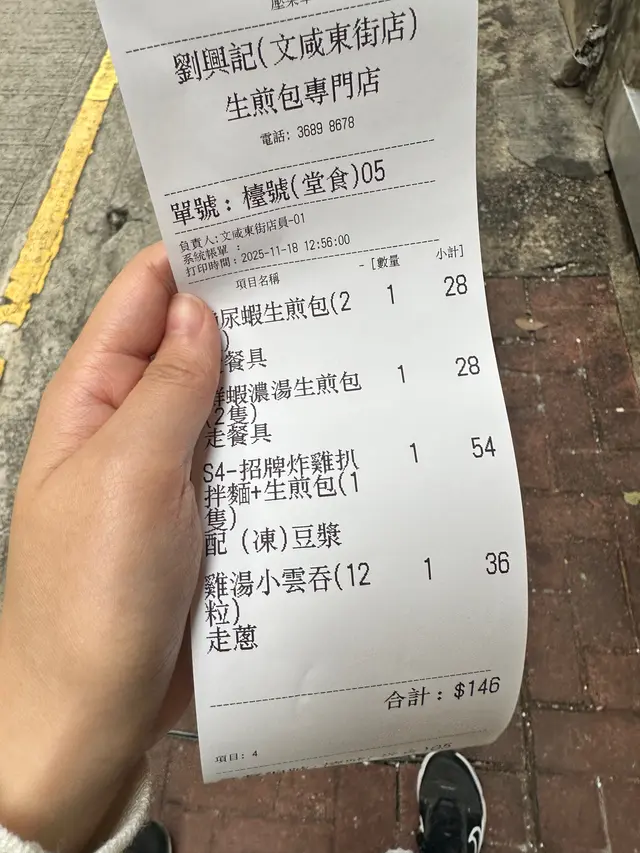 劉興記(文咸東街店)
生煎包專門店
電話: 3689 8678
單號: 檯號(堂食)05
負責人:文咸東街店員-01
系統帳單 :
打印時間: 2025-11-18 12:56:00
項目名稱 - [數量 小計]
尿蝦生煎包(2 1 28
)
餐具
鮮蝦濃湯生煎包 1 28
(2隻)
走餐具
S4-招牌炸雞扒 1 54
拌麵+生煎包(1
隻)
配 (凍)豆漿
雞湯小雲吞(12 1 36
粒)
走蔥
合計: $146
項目: 4